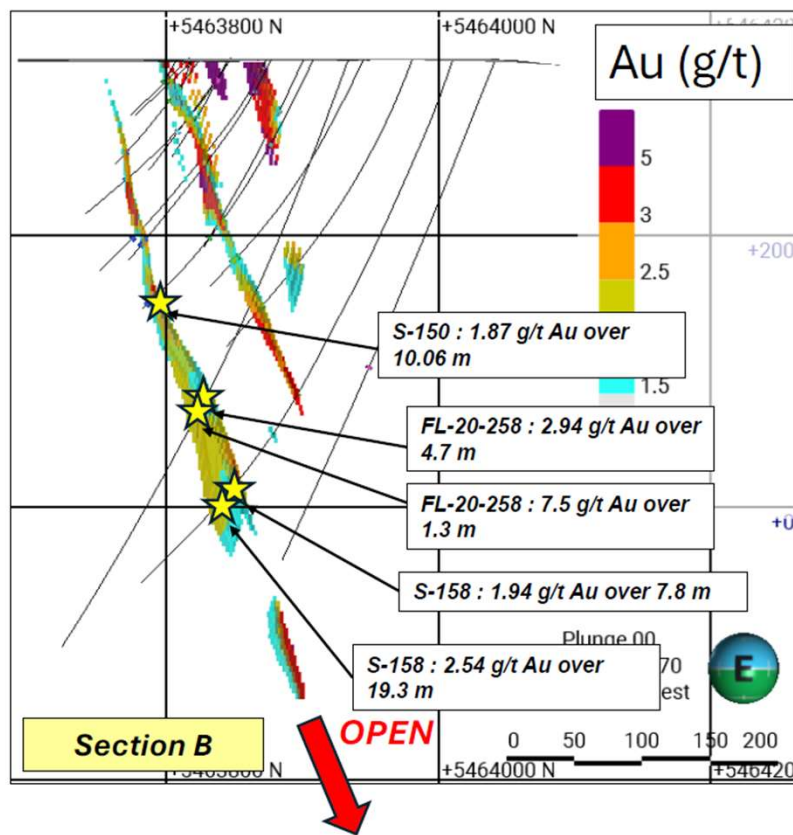 +5463800 N
+5464000 N
Au (g/t)
5
3
2.5
+200
S-150 : 1.87 g/t Au over
10.06 m
1.5
FL-20-258 : 2.94 g/t Au over
4.7 m
FL-20-258 : 7.5 g/t Au over
1.3 m
S-158 : 1.94 g/t Au over 7.8 m
Plunge 00
S-158 : 2.54 g/t Au over
19.3 m
70
E
OPEN
Section B
0 50 100 150 200
+5463800 N
+5464000 N